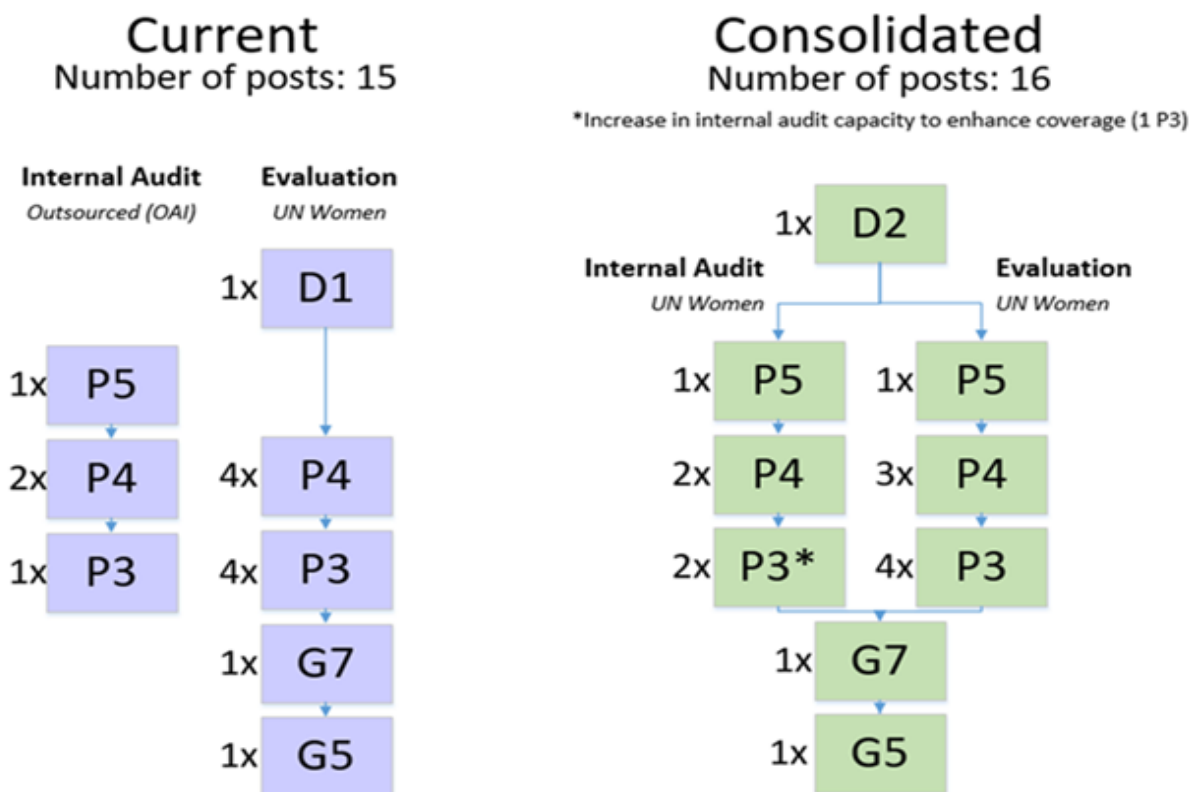 Current
Number of posts: 15
Internal Audit
Outsourced (OAI)
Evaluation
UN Women
1x D1
1x P5
2x P4
1x P3
4x P4
4x P3
1x G7
1x G5
Consolidated
Number of posts: 16
*Increase in internal audit capacity to enhance coverage (1 P3)
1x D2
Internal Audit
UN Women
Evaluation
UN Women
1x P5
2x P4
2x P3*
1x P5
3x P4
4x P3
1x G7
1x G5